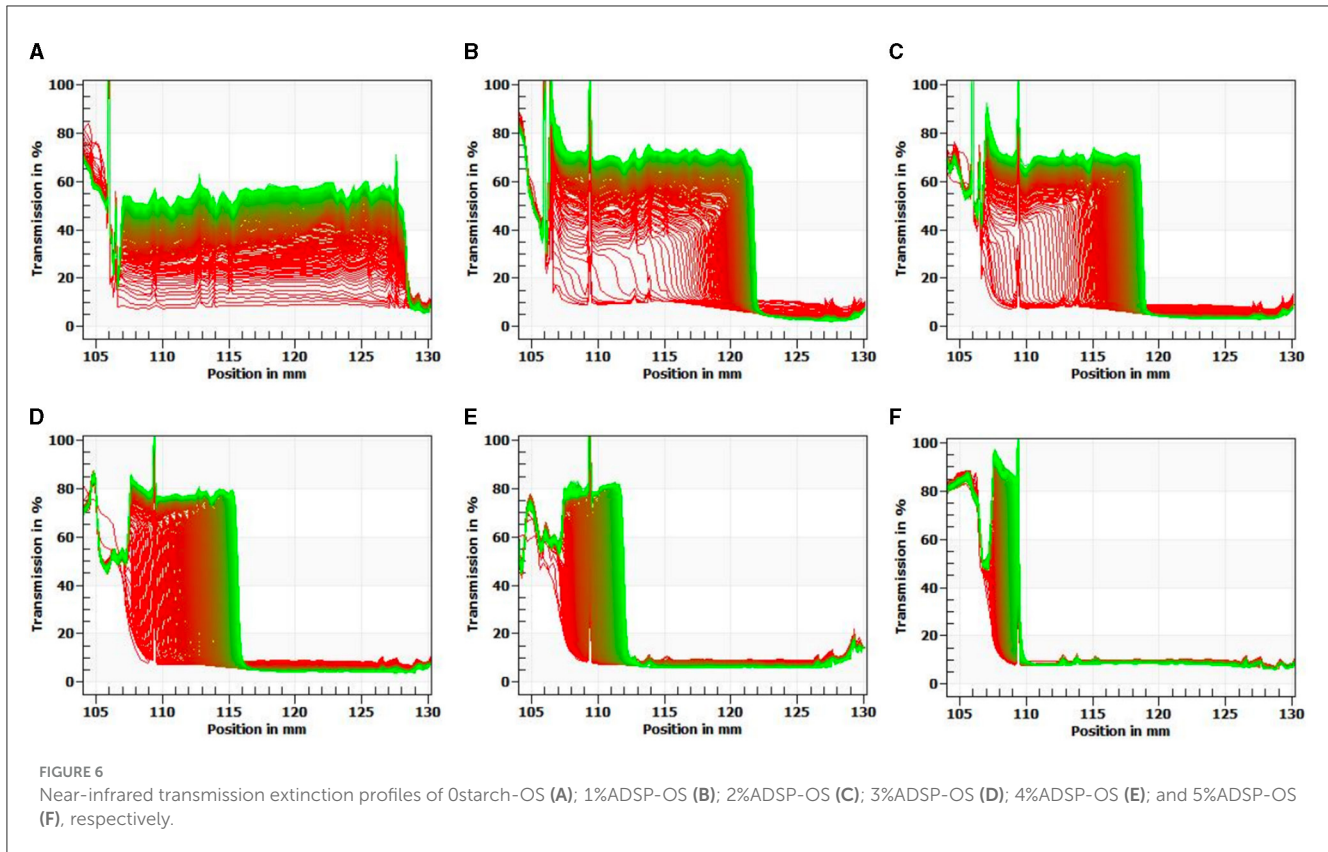 A
B
C
100
80
60
40
20
0
Transmission in %
105 110 115 120 125 130
Position in mm
100
80
60
40
20
0
Transmission in %
105 110 115 120 125 130
Position in mm
100
80
60
40
20
0
Transmission in %
105 110 115 120 125 130
Position in mm
D
E
F
100
80
60
40
20
0
Transmission in %
105 110 115 120 125 130
Position in mm
100
80
60
40
20
0
Transmission in %
105 110 115 120 125 130
Position in mm
100
80
60
40
20
0
Transmission in %
105 110 115 120 125 130
Position in mm
FIGURE 6
Near-infrared transmission extinction profiles of 0starch-OS (A); 1%ADSP-OS (B); 2%ADSP-OS (C); 3%ADSP-OS (D); 4%ADSP-OS (E); and 5%ADSP-OS
(F), respectively.